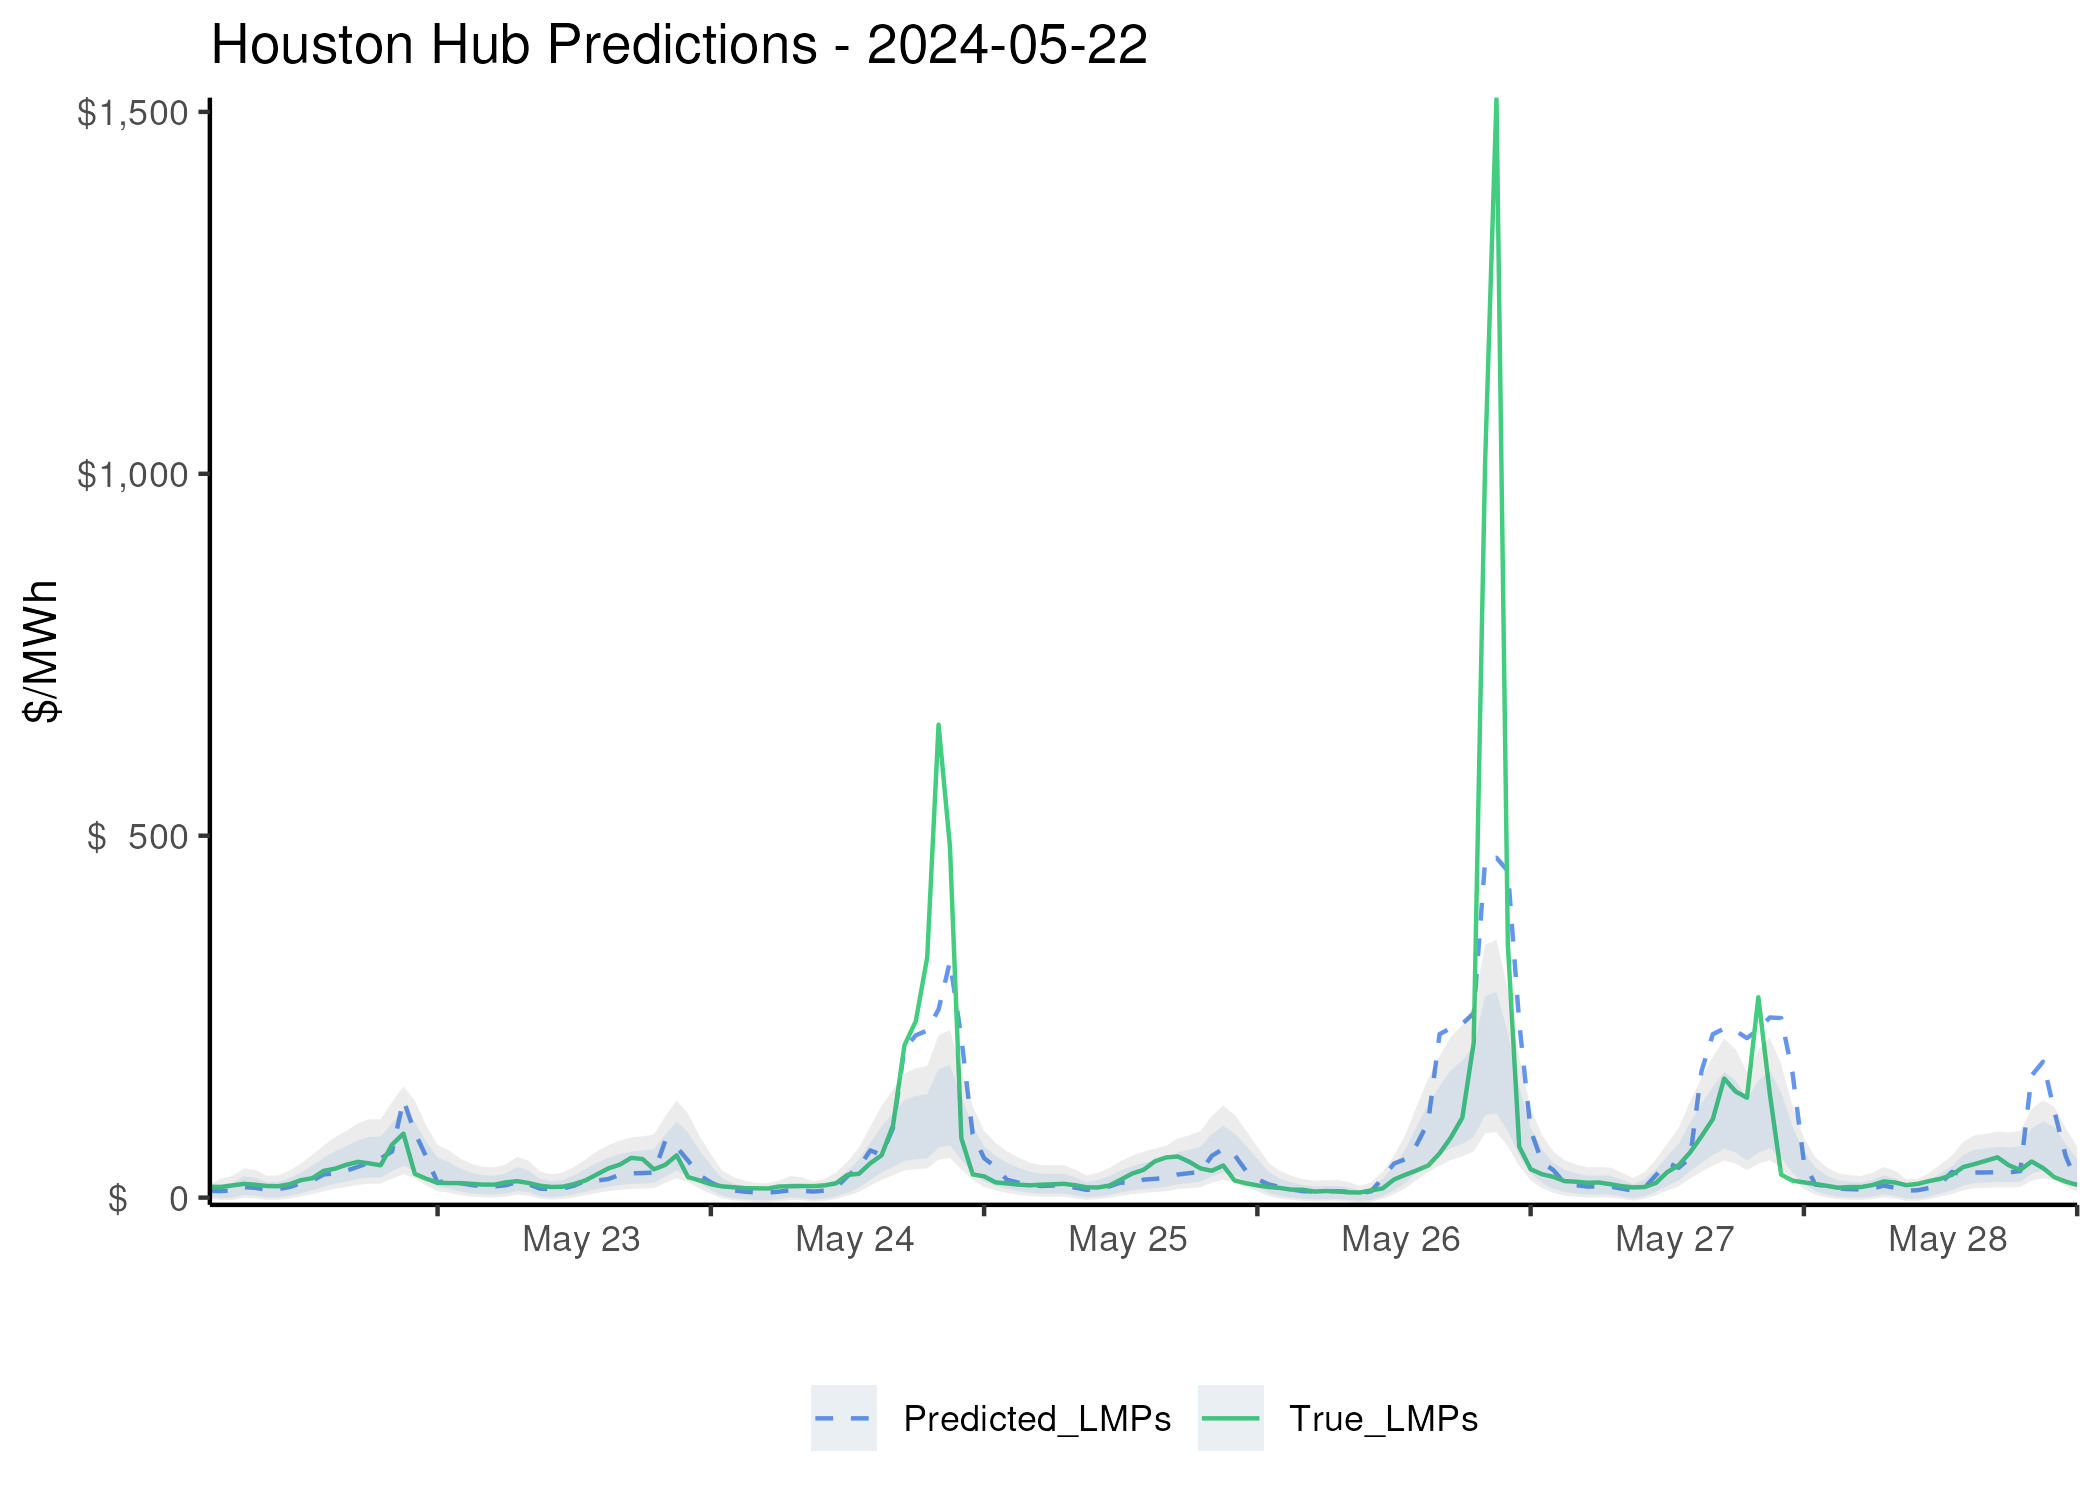 Houston Hub Predictions - 2024-05-22
$1,500
$1,000
$ 500
$ 0
$/MWh
May 23
May 24
May 25
May 26
May 27
May 28
Predicted_LMPs
True_LMPs